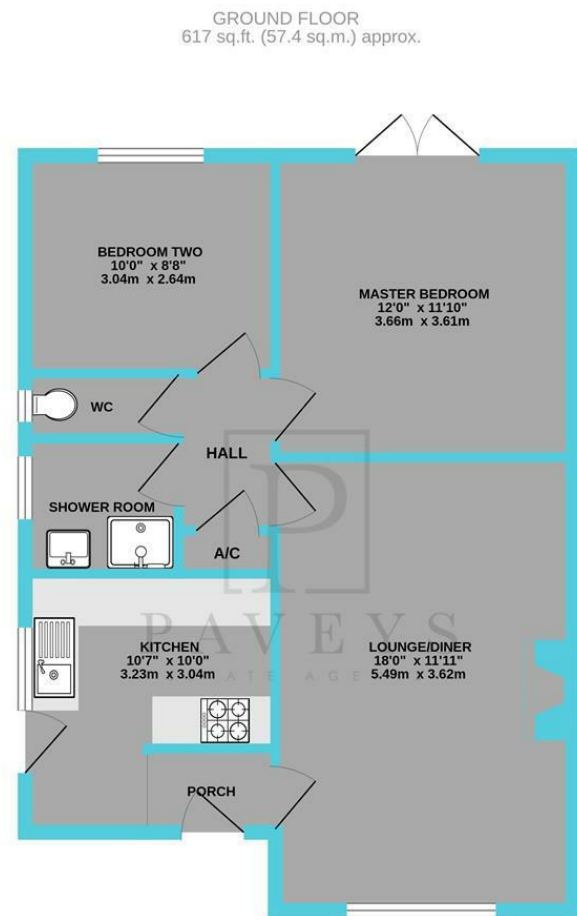 GROUND FLOOR
617 sq.ft. (57.4 sq.m.) approx.
BEDROOM TWO
10'0" x 8'8"
3.04m x 2.64m
MASTER BEDROOM
12'0" x 11'10"
3.66m x 3.61m
WC
HALL
SHOWER ROOM
A/C
P
PAVEYS
ESTATE AGENTS
KITCHEN
10'7" x 10'0"
3.23m x 3.04m
LOUNGE/DINER
18'0" x 11'11"
5.49m x 3.62m
PORCH